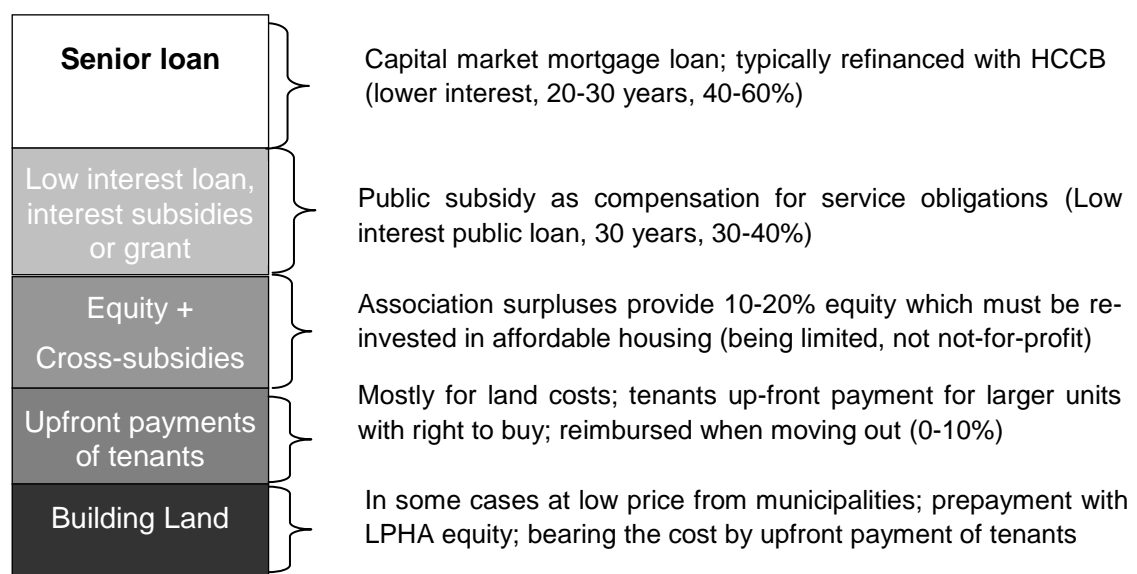 Senior loan
Capital market mortgage loan; typically refinanced with HCCB
(lower interest, 20-30 years, 40-60%)
Low interest loan,
interest subsidies
or grant
Public subsidy as compensation for service obligations (Low
interest public loan, 30 years, 30-40%)
Equity +
Cross-subsidies
Association surpluses provide 10-20% equity which must be re-
invested in affordable housing (being limited, not not-for-profit)
Upfront payments
of tenants
Mostly for land costs; tenants up-front payment for larger units
with right to buy; reimbursed when moving out (0-10%)
Building Land
In some cases at low price from municipalities; prepayment with
LPHA equity; bearing the cost by upfront payment of tenants